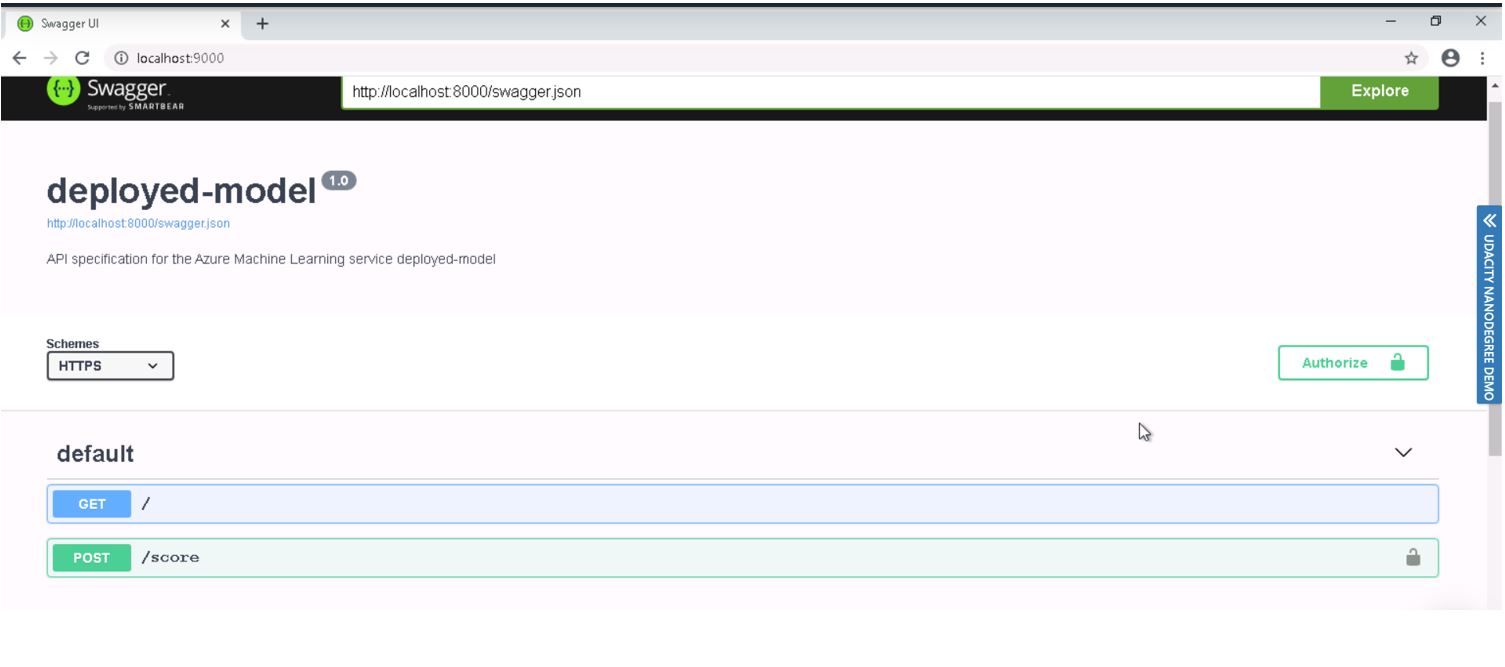 Swagger UI
localhost:9000
Swagger.
Supported by SMARTBEAR
http://localhost:8000/swagger.json
Explore
deployed-model 1.0
http://localhost:8000/swagger.json
API specification for the Azure Machine Learning service deployed-model
UDACITY NANODEGREE DEMO
Schemes
HTTPS
Authorize
default
GET /
POST /score